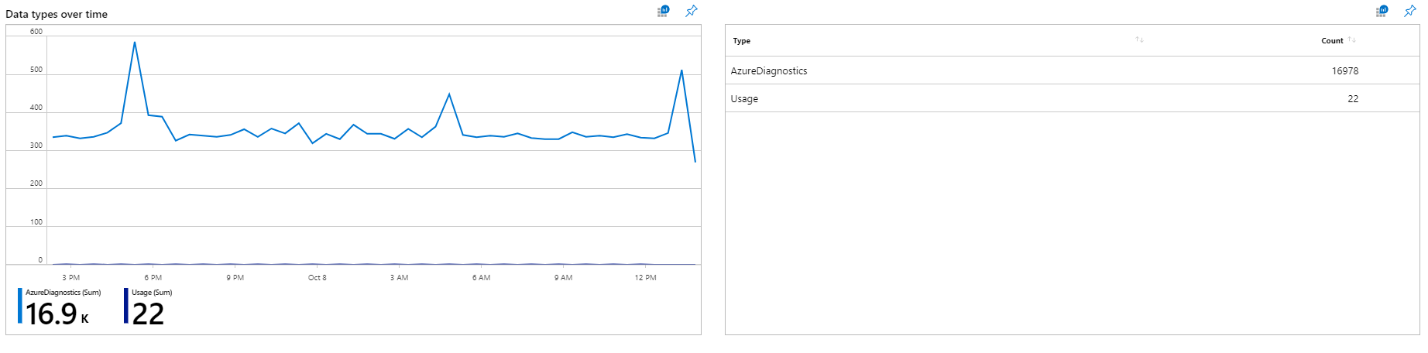 Data types over time
600
500
400
300
200
100
0
3 PM 6 PM 9 PM Oct 8 3 AM 6 AM 9 AM 12 PM
AzureDiagnostics (Sum) Usage (Sum)
16.9 K 22
Type Count
AzureDiagnostics 16978
Usage 22